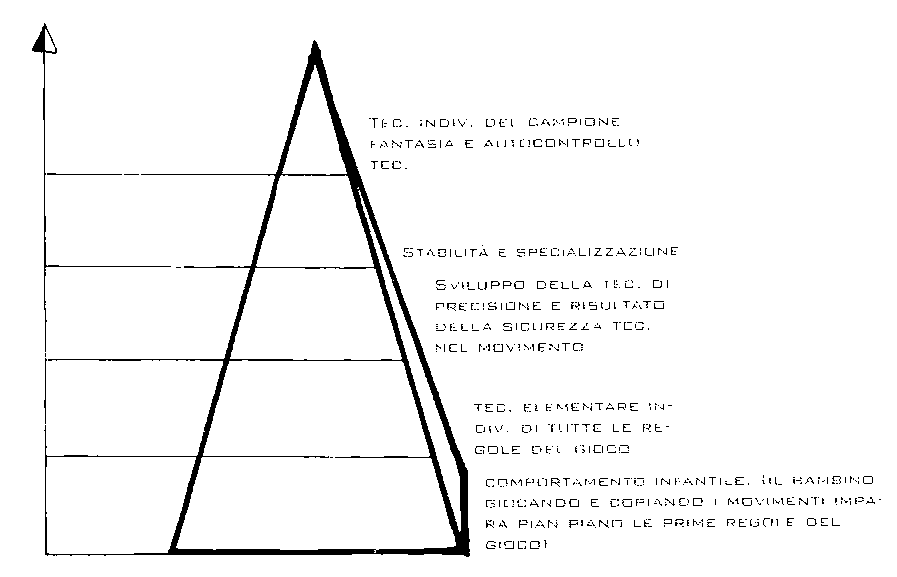 TEC. INDIV. DEL CAMPIONE
FANTASIA E AUTOCONTROLLO
TEC.
STABILITÀ E SPECIALIZZAZIONE
SVILUPPO DELLA TEC. DI
PRECISIONE E RISULTATO
DELLA SICUREZZA TEC.
NEL MOVIMENTO
TEC. ELEMENTARE IN-
DIV. DI TUTTE LE RE-
GOLE DEL GIOCO
COMPORTAMENTO INFANTILE. (IL BAMBINO
GIOCANDO E COPIANDO I MOVIMENTI IMPA-
RA PIAN PIANO LE PRIME REGOLE DEL
GIOCO)